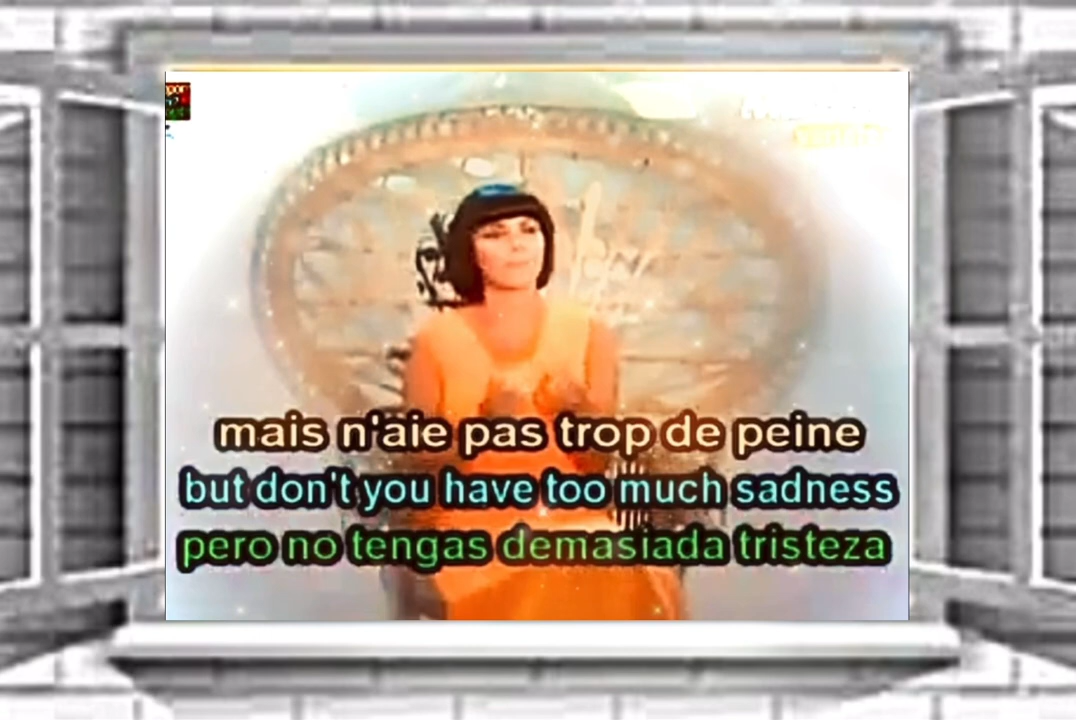 mais n'aie pas trop de peine
but don't you have too much sadness
pero no tengas demasiada tristeza